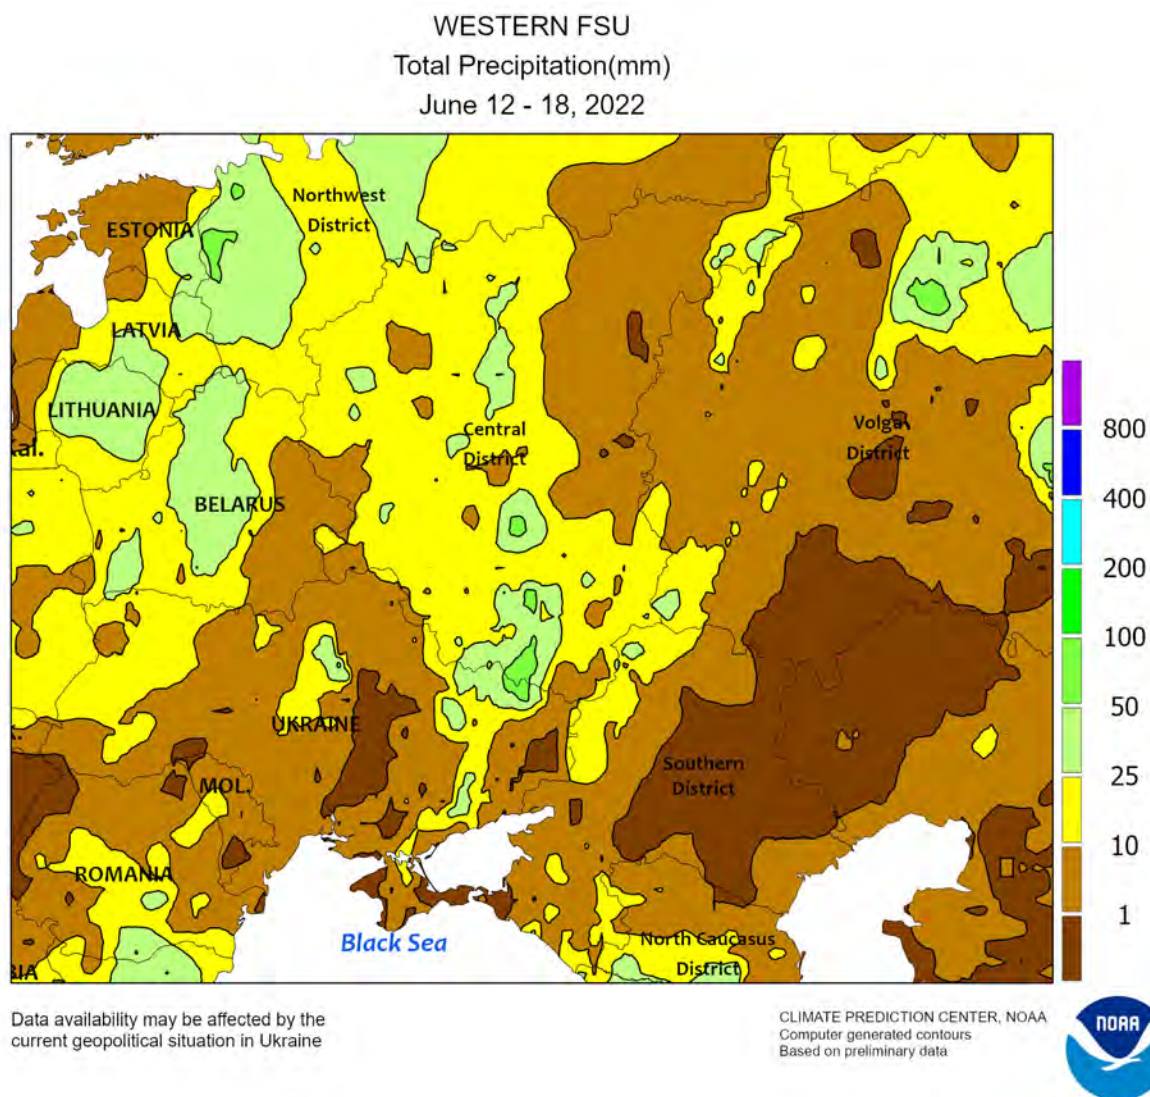 WESTERN FSU
Total Precipitation(mm)
June 12 - 18, 2022
Northwest
District
ESTONIA
LATVIA
LITHUANIA
Kal.
Central
District
Volga
District
BELARUS
UKRAINE
MOL.
Southern
District
ROMANIA
Black Sea
North Caucasus
District
BIA
800
400
200
100
50
25
10
1
Data availability may be affected by the
current geopolitical situation in Ukraine
CLIMATE PREDICTION CENTER, NOAA
Computer generated contours
Based on preliminary data
NOAA